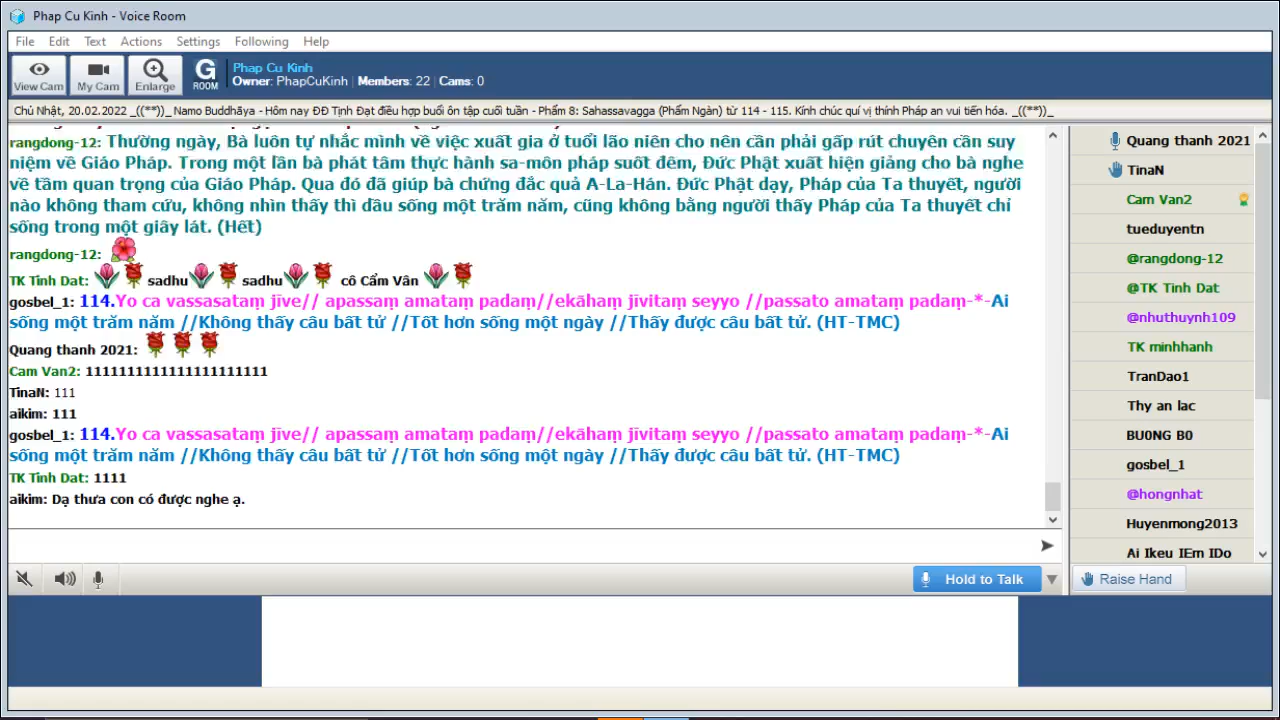 Phap Cu Kinh - Voice Room
File Edit Text Actions Settings Following Help
View Cam My Cam Enlarge G ROOM Phap Cu Kinh
Owner: PhapCuKinh | Members: 22 | Cams: 0
Chủ Nhật, 20.02.2022 _((**))_ Namo Buddhāya - Hôm nay ĐĐ Tịnh Đạt điều hợp buổi ôn tập cuối tuần - Phẩm 8: Sahassavagga (Phẩm Ngàn) từ 114 - 115. Kính chúc quí vị thính Pháp an vui tiến hóa. _((**))_
rangdong-12: Thường ngày, Bà luôn tự nhắc mình về việc xuất gia ở tuổi lão niên cho nên cần phải gấp rút chuyên cần suy
niệm về Giáo Pháp. Trong một lần bà phát tâm thực hành sa-môn pháp suốt đêm, Đức Phật xuất hiện giảng cho bà nghe
về tầm quan trọng của Giáo Pháp. Qua đó đã giúp bà chứng đắc quả A-La-Hán. Đức Phật dạy, Pháp của Ta thuyết, người
nào không tham cứu, không nhìn thấy thì dầu sống một trăm năm, cũng không bằng người thấy Pháp của Ta thuyết chỉ
sống trong một giây lát. (Hết)
rangdong-12:
TK Tinh Dat: sadhu sadhu cô Cẩm Vân
gosbel_1: 114.Yo ca vassasataṃ jīve// apassaṃ amataṃ padaṃ//ekāhaṃ jīvitaṃ seyyo //passato amataṃ padaṃ-*-Ai
sống một trăm năm //Không thấy câu bất tử //Tốt hơn sống một ngày //Thấy được câu bất tử. (HT-TMC)
Quang thanh 2021:
Cam Van2: 1111111111111111111111
TinaN: 111
aikim: 111
gosbel_1: 114.Yo ca vassasataṃ jīve// apassaṃ amataṃ padaṃ//ekāhaṃ jīvitaṃ seyyo //passato amataṃ padaṃ-*-Ai
sống một trăm năm //Không thấy câu bất tử //Tốt hơn sống một ngày //Thấy được câu bất tử. (HT-TMC)
TK Tinh Dat: 1111
aikim: Dạ thưa con có được nghe ạ.
Hold to Talk
Quang thanh 2021
TinaN
Cam Van2
tueduyentn
@rangdong-12
@TK Tinh Dat
@nhuthuynh109
TK minhhanh
TranDao1
Thy an lac
BU0NG B0
gosbel_1
@hongnhat
Huyenmong2013
Ai Ikeu IEm IDo
Raise Hand